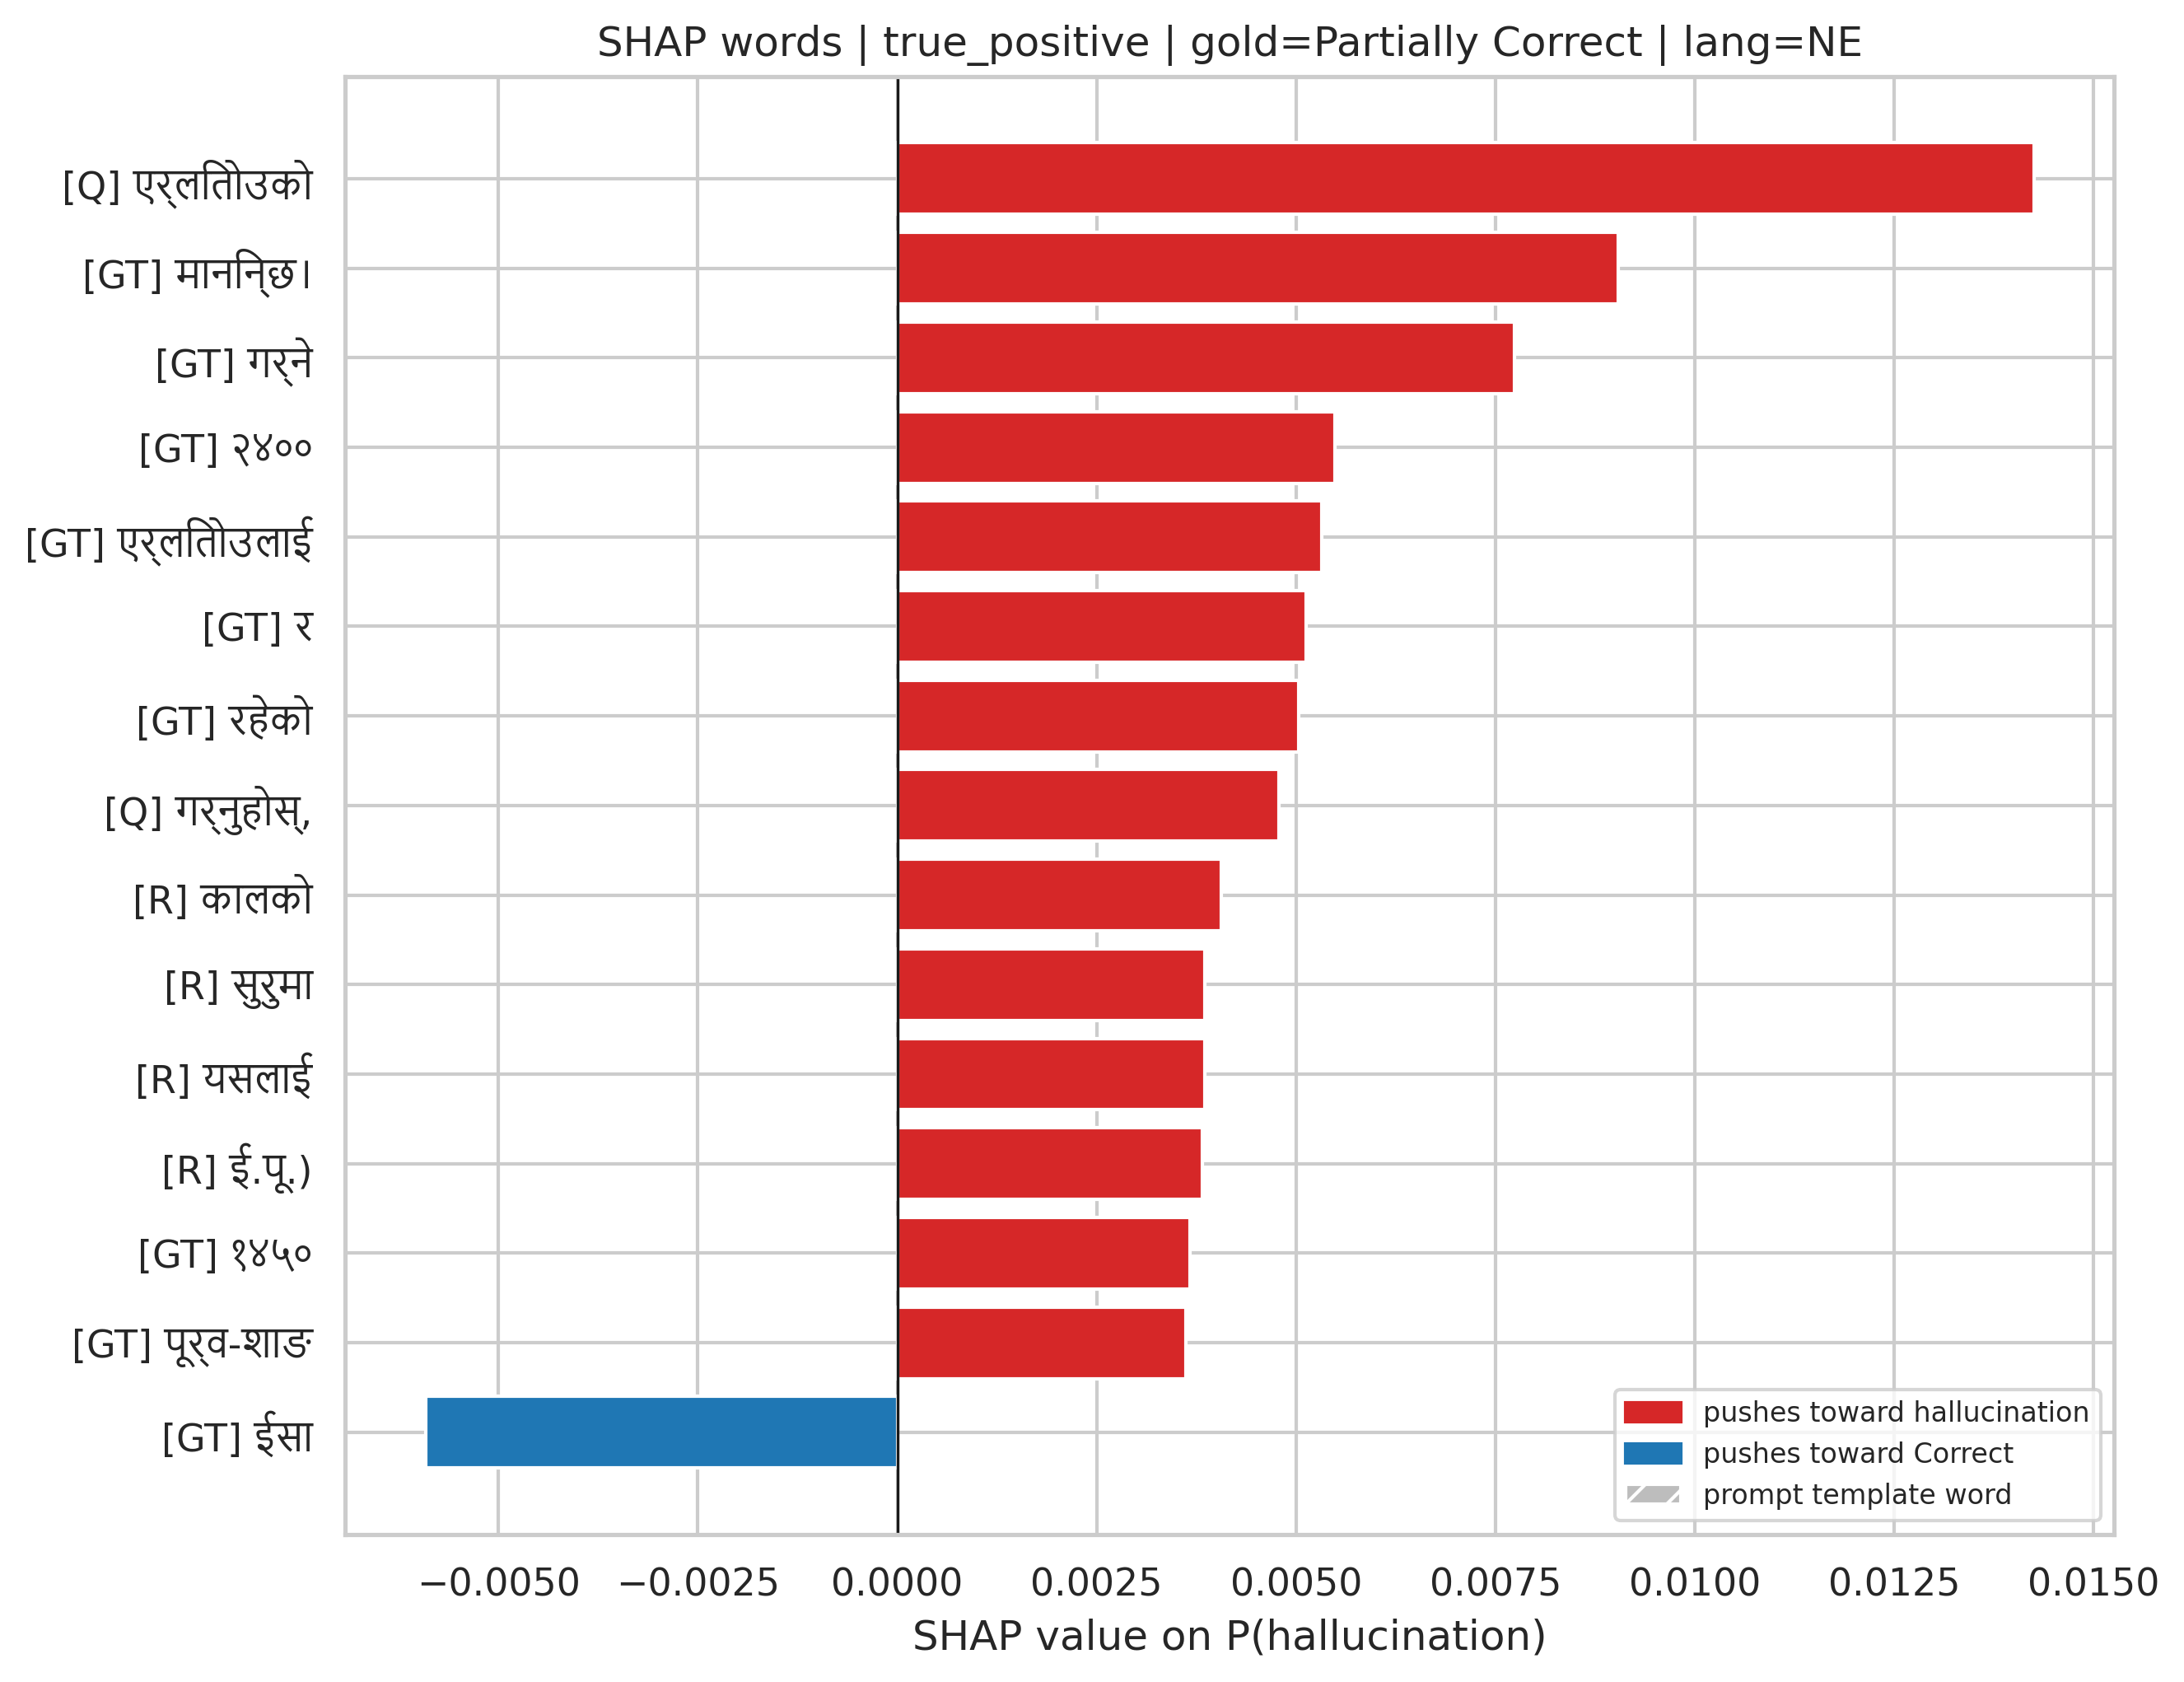 SHAP words | true_positive | gold=Partially Correct | lang=NE
[Q] एर्लितोउको
[GT] मानिन्छ।
[GT] गर्ने
[GT] २४००
[GT] एर्लितोउलाई
[GT] र
[GT] रहेको
[Q] गर्नुहोस्,
[R] कालको
[R] सुरुमा
[R] यसलाई
[R] ई.पू.)
[GT] १४५०
[GT] पूर्व-शाङ
[GT] ईसा
pushes toward hallucination
pushes toward Correct
prompt template word
−0.0050 −0.0025 0.0000 0.0025 0.0050 0.0075 0.0100 0.0125 0.0150
SHAP value on P(hallucination)